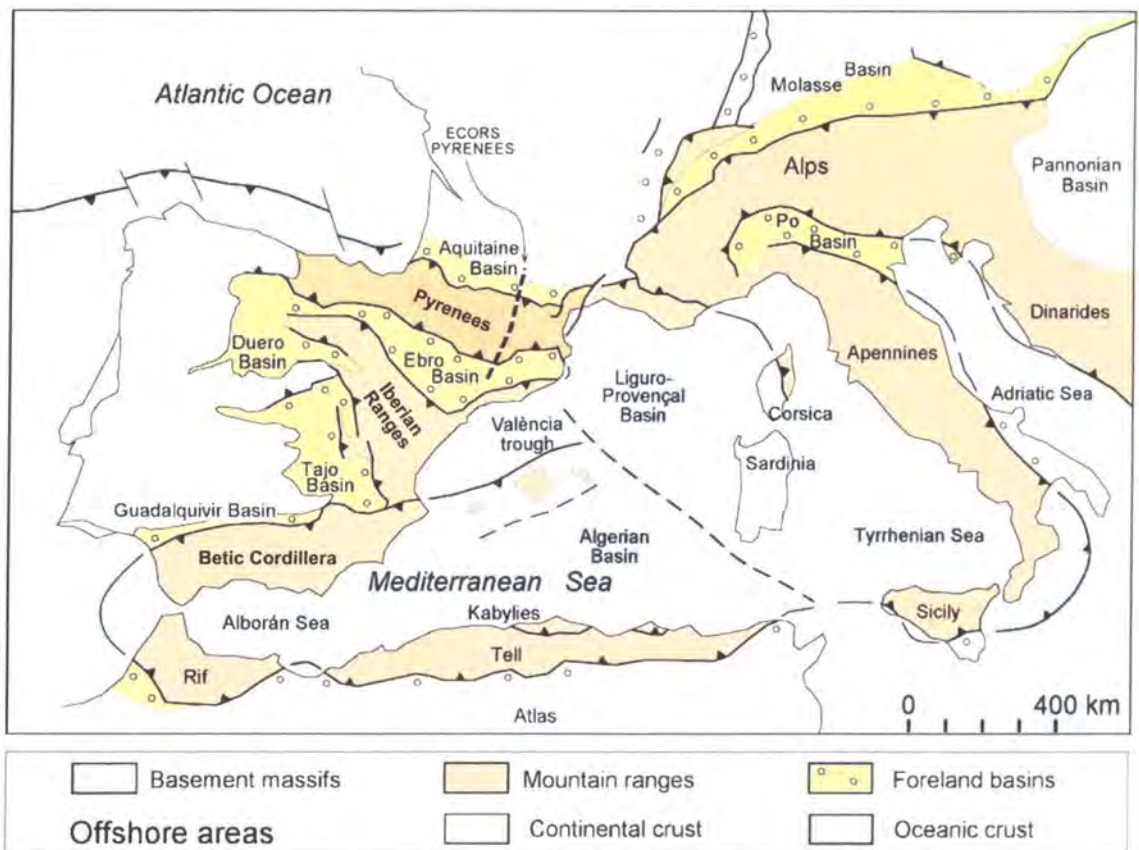 Atlantic Ocean
ECORS
PYRENEES
Molasse Basin
Alps
Pannonian
Basin
Po
Basin
Aquitaine
Basin
Pyrenees
Dinarides
Duero
Basin
Ebro
Basin
Apennines
Iberian
Ranges
Liguro-
Provençal
Basin
Corsica
Adriatic Sea
València
trough
Sardinia
Tajo
Basin
Guadalquivir Basin
Betic Cordillera
Algerian
Basin
Tyrrhenian Sea
Mediterranean Sea
Kabylies
Alborán Sea
Sicily
Tell
Rif
Atlas
0 400 km
Basement massifs
Mountain ranges
Foreland basins
Offshore areas
Continental crust
Oceanic crust